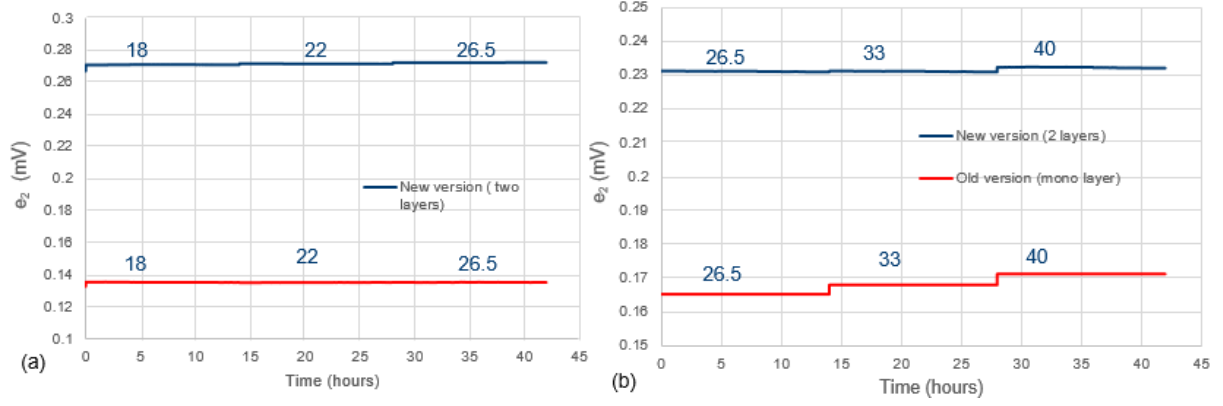 0.3
0.28
0.26
0.24
0.22
0.2
0.18
0.16
0.14
0.12
0.1
e₂ (mV)
18 22 26.5
New version ( two
layers)
18 22 26.5
0 5 10 15 20 25 30 35 40 45
Time (hours)
(a)
0.25
0.24
0.23
0.22
0.21
0.2
0.19
0.18
0.17
0.16
0.15
e₂ (mV)
26.5 33 40
New version (2 layers)
Old version (mono layer)
26.5 33 40
0 5 10 15 20 25 30 35 40 45
Time (hours)
(b)